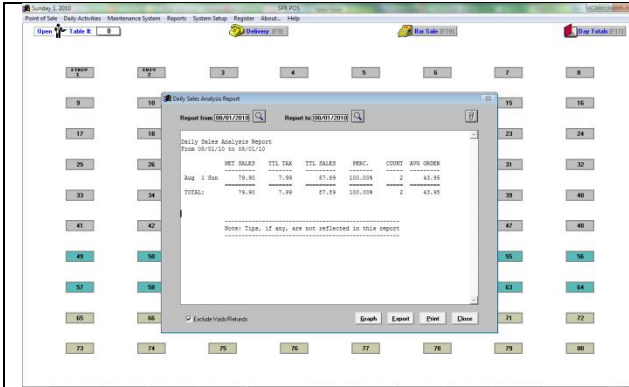 Sunday 1, 2010 SPR POS
Point of Sale Daily Activities Maintenance System Reports System Setup Register About... Help
Open Table #: 0 Delivery (F9) Bar Sale (F10) Day Totals (F11)
1 2 3 4 5 6 7 8
9 10 15 16
17 18 23 24
25 26 31 32
33 34 39 40
41 42 47 48
49 50 55 56
57 58 63 64
65 66 71 72
73 74 75 76 77 78 79 80
Daily Sales Analysis Report
Report from: 08/01/2010 Report to: 08/01/2010
Daily Sales Analysis Report
From 08/01/10 to 08/01/10
NET SALES TTL TAX TTL SALES PERC. COUNT AVG ORDER
Aug 1 Sun 79.90 7.99 87.89 100.00% 2 43.95
TOTAL: 79.90 7.99 87.89 100.00% 2 43.95
Note: Tips, if any, are not reflected in this report
Exclude Voids/Refunds Graph Export Print Close